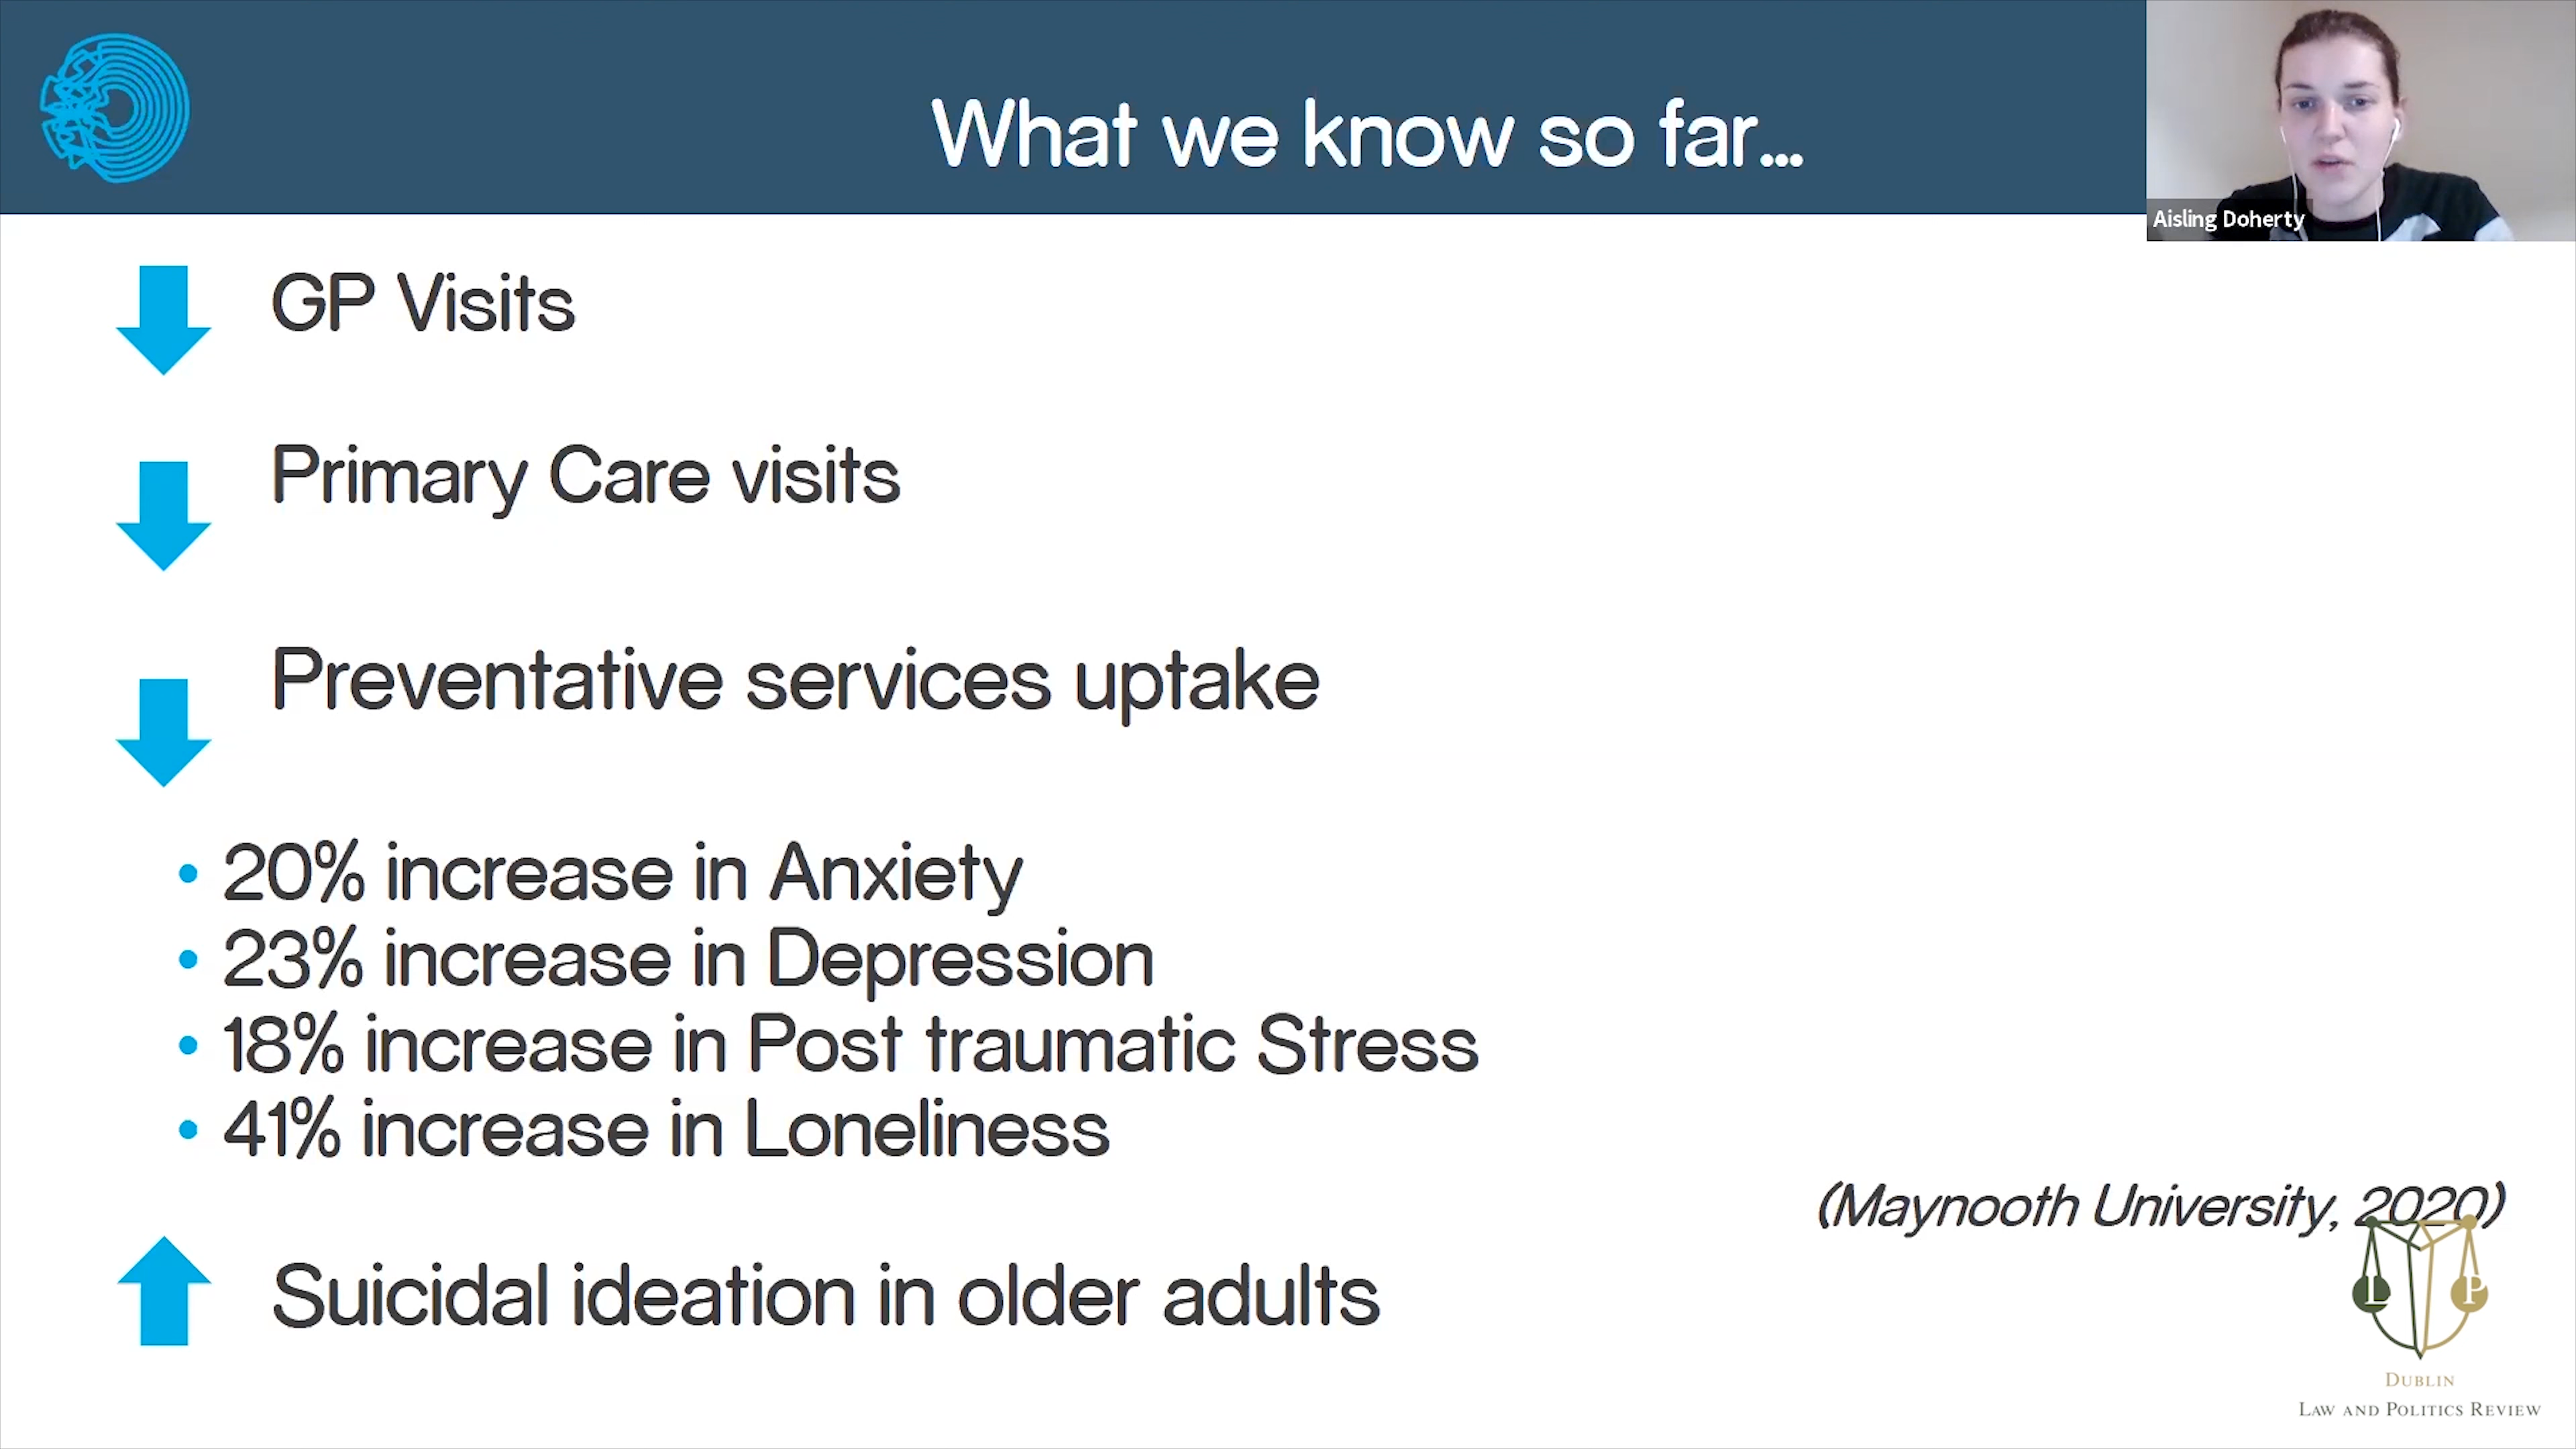 What we know so far...
Aisling Doherty
GP Visits
Primary Care visits
Preventative services uptake
• 20% increase in Anxiety
• 23% increase in Depression
• 18% increase in Post traumatic Stress
• 41% increase in Loneliness
(Maynooth University, 2020)
Suicidal ideation in older adults
L P
DUBLIN
LAW AND POLITICS REVIEW